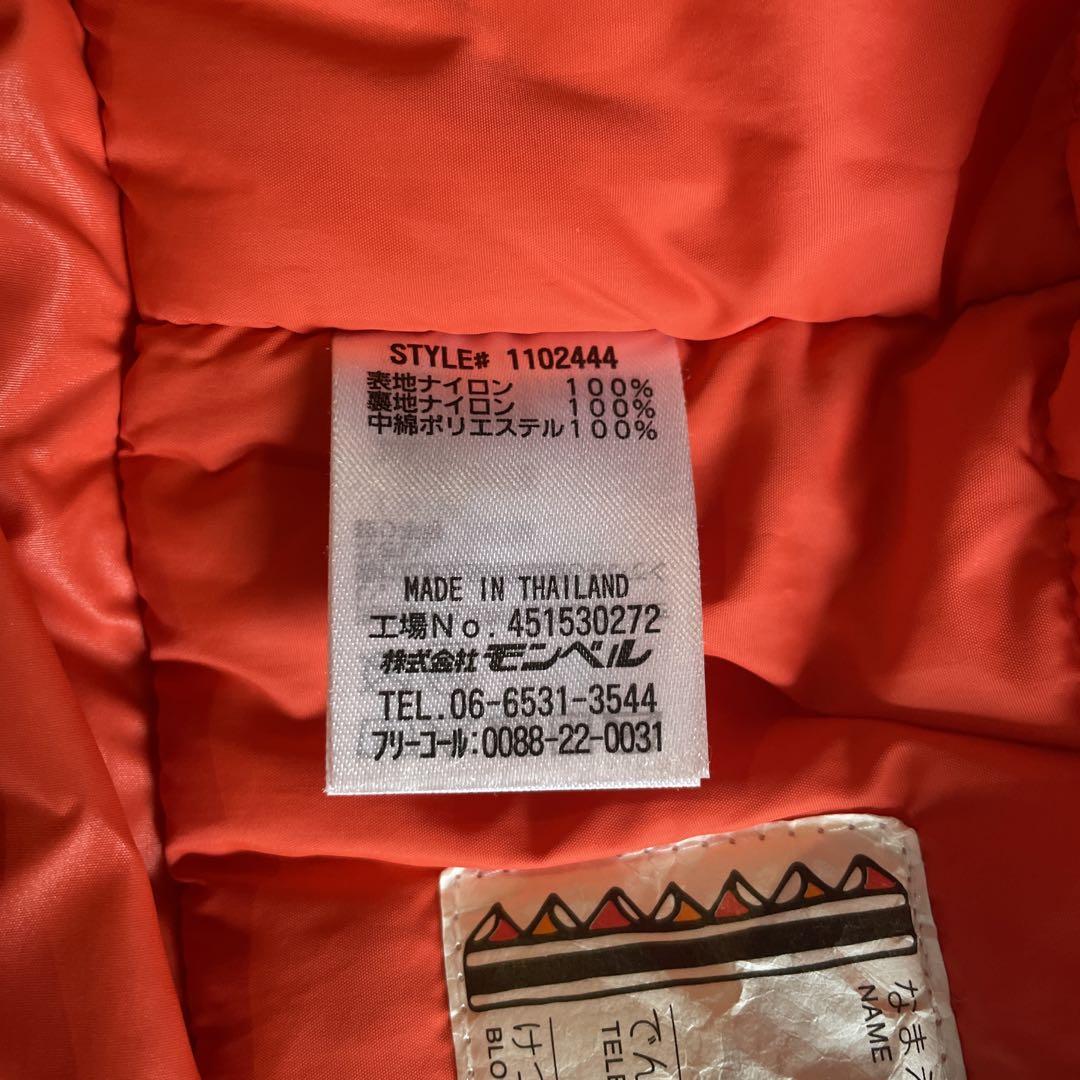 STYLE# 1102444
表地ナイロン 100%
裏地ナイロン 100%
中綿ポリエステル100%
MADE IN THAILAND
工場No. 451530272
株式会社 モンベル
TEL. 06-6531-3544
フリーコール:0088-22-0031
なまえ
NAME
でん
TELE
けつ
BLO